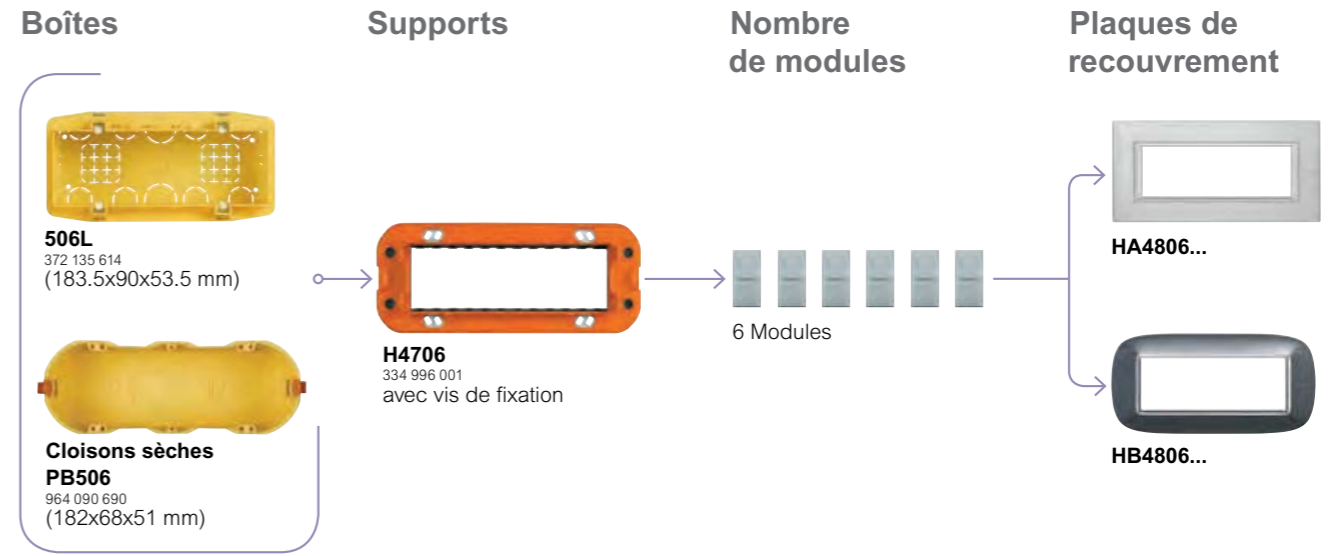 Boîtes
Supports
Nombre
de modules
Plaques de
recouvrement
506L
372 135 614
(183.5x90x53.5 mm)
Cloisons sèches
PB506
964 090 690
(182x68x51 mm)
H4706
334 996 001
avec vis de fixation
6 Modules
HA4806...
HB4806...